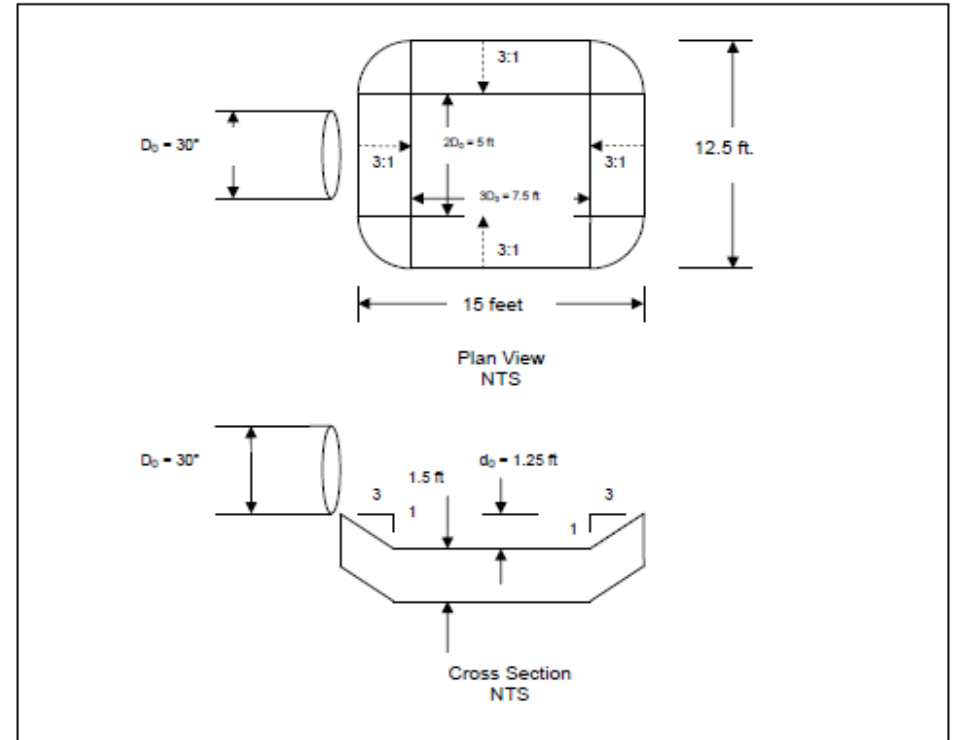 3:1
D₀ = 30"
2D₀ = 5 ft
12.5 ft.
3:1
3:1
3D₀ = 7.5 ft
3:1
15 feet
Plan View
NTS
D₀ = 30"
d₀ = 1.25 ft
1.5 ft
3
3
1
1
Cross Section
NTS